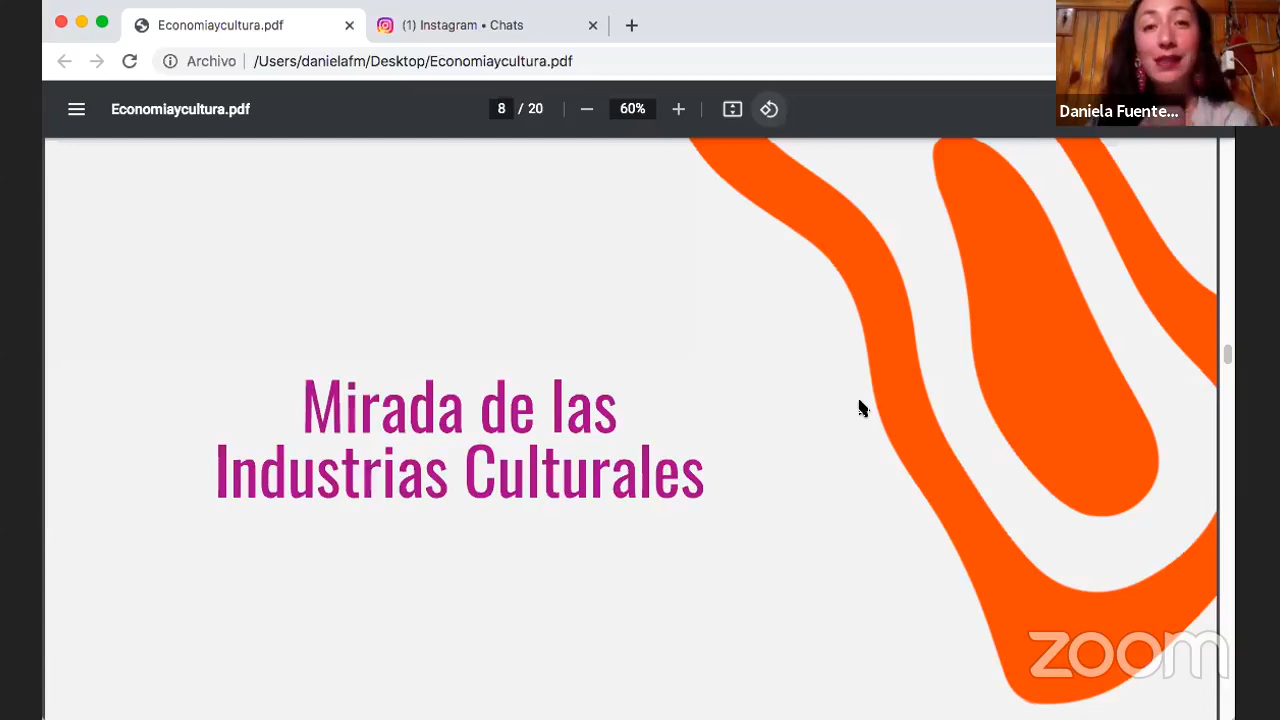 Economiaycultura.pdf
(1) Instagram • Chats
Archivo
/Users/danielafm/Desktop/Economiaycultura.pdf
Economiaycultura.pdf
8 / 20
60%
Daniela Fuente...
Mirada de las
Industrias Culturales
zoom